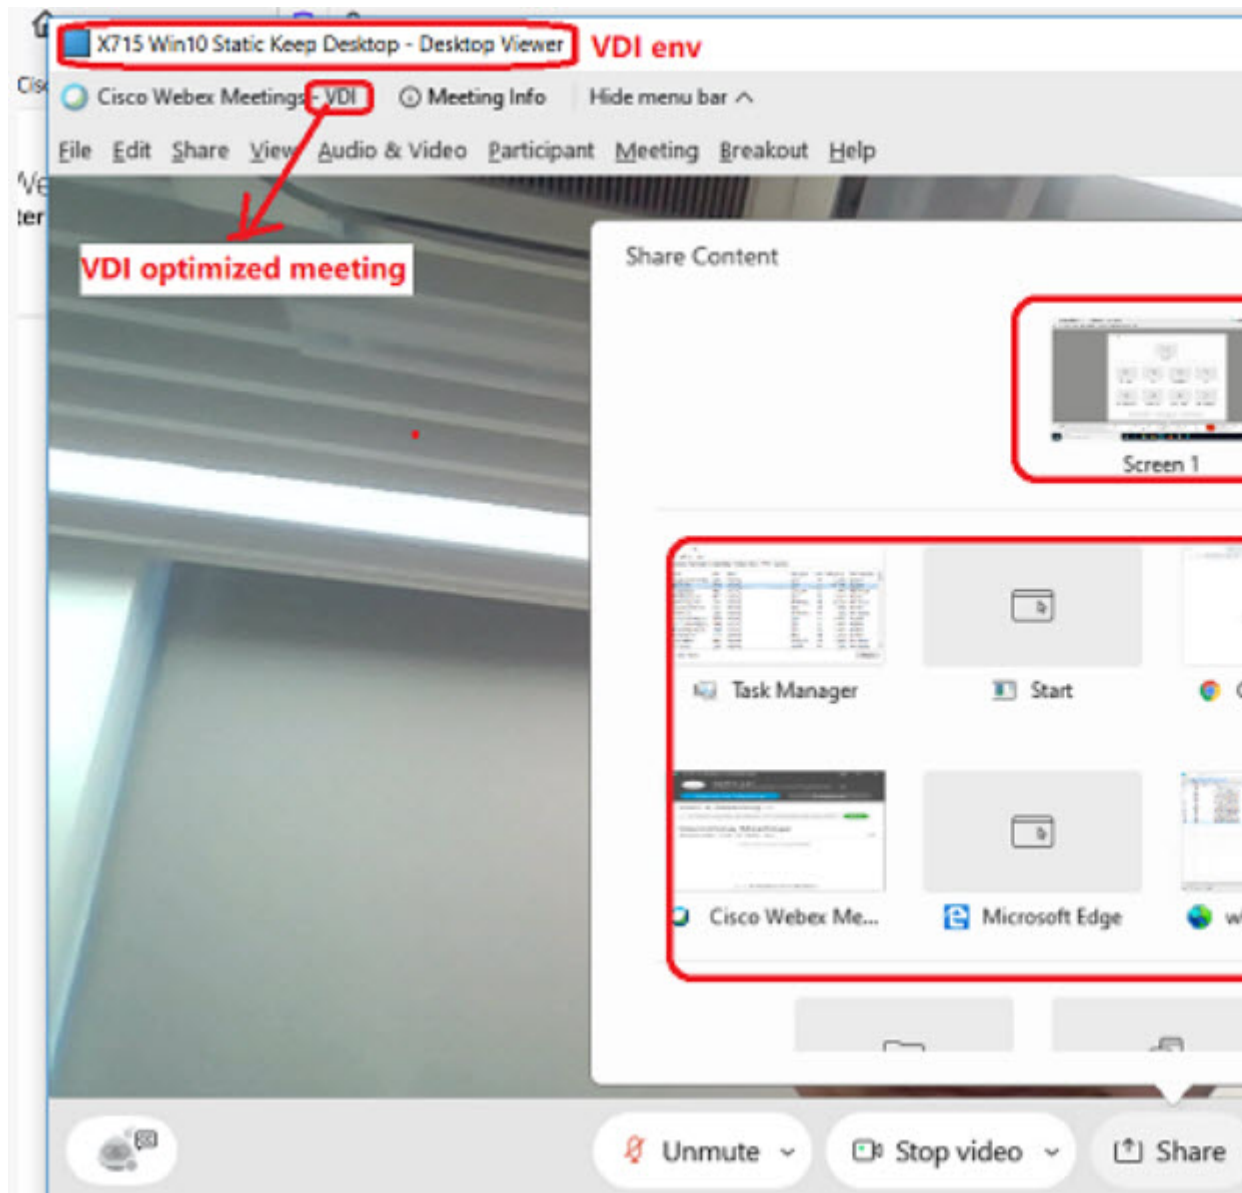 X715 Win10 Static Keep Desktop - Desktop Viewer
VDI env
Cisco Webex Meetings - VDI
Meeting Info
Hide menu bar
File Edit Share View Audio & Video Participant Meeting Breakout Help
VDI optimized meeting
Share Content
Screen 1
Task Manager
Start
Cisco Webex Me...
Microsoft Edge
Unmute
Stop video
Share